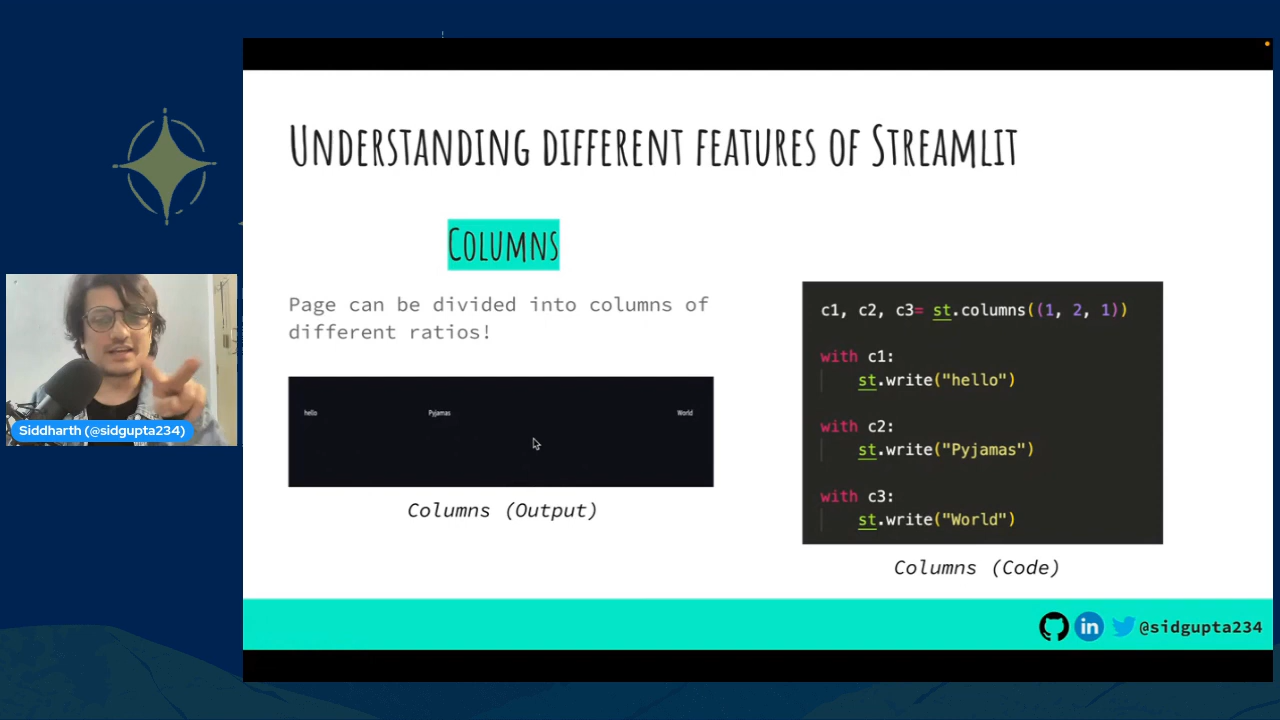 Understanding different features of Streamlit
Columns
Page can be divided into columns of
different ratios!
hello Pyjamas World
Columns (Output)
c1, c2, c3= st.columns((1, 2, 1))
with c1:
st.write("hello")
with c2:
st.write("Pyjamas")
with c3:
st.write("World")
Columns (Code)
Siddharth (@sidgupta234)
in @sidgupta234